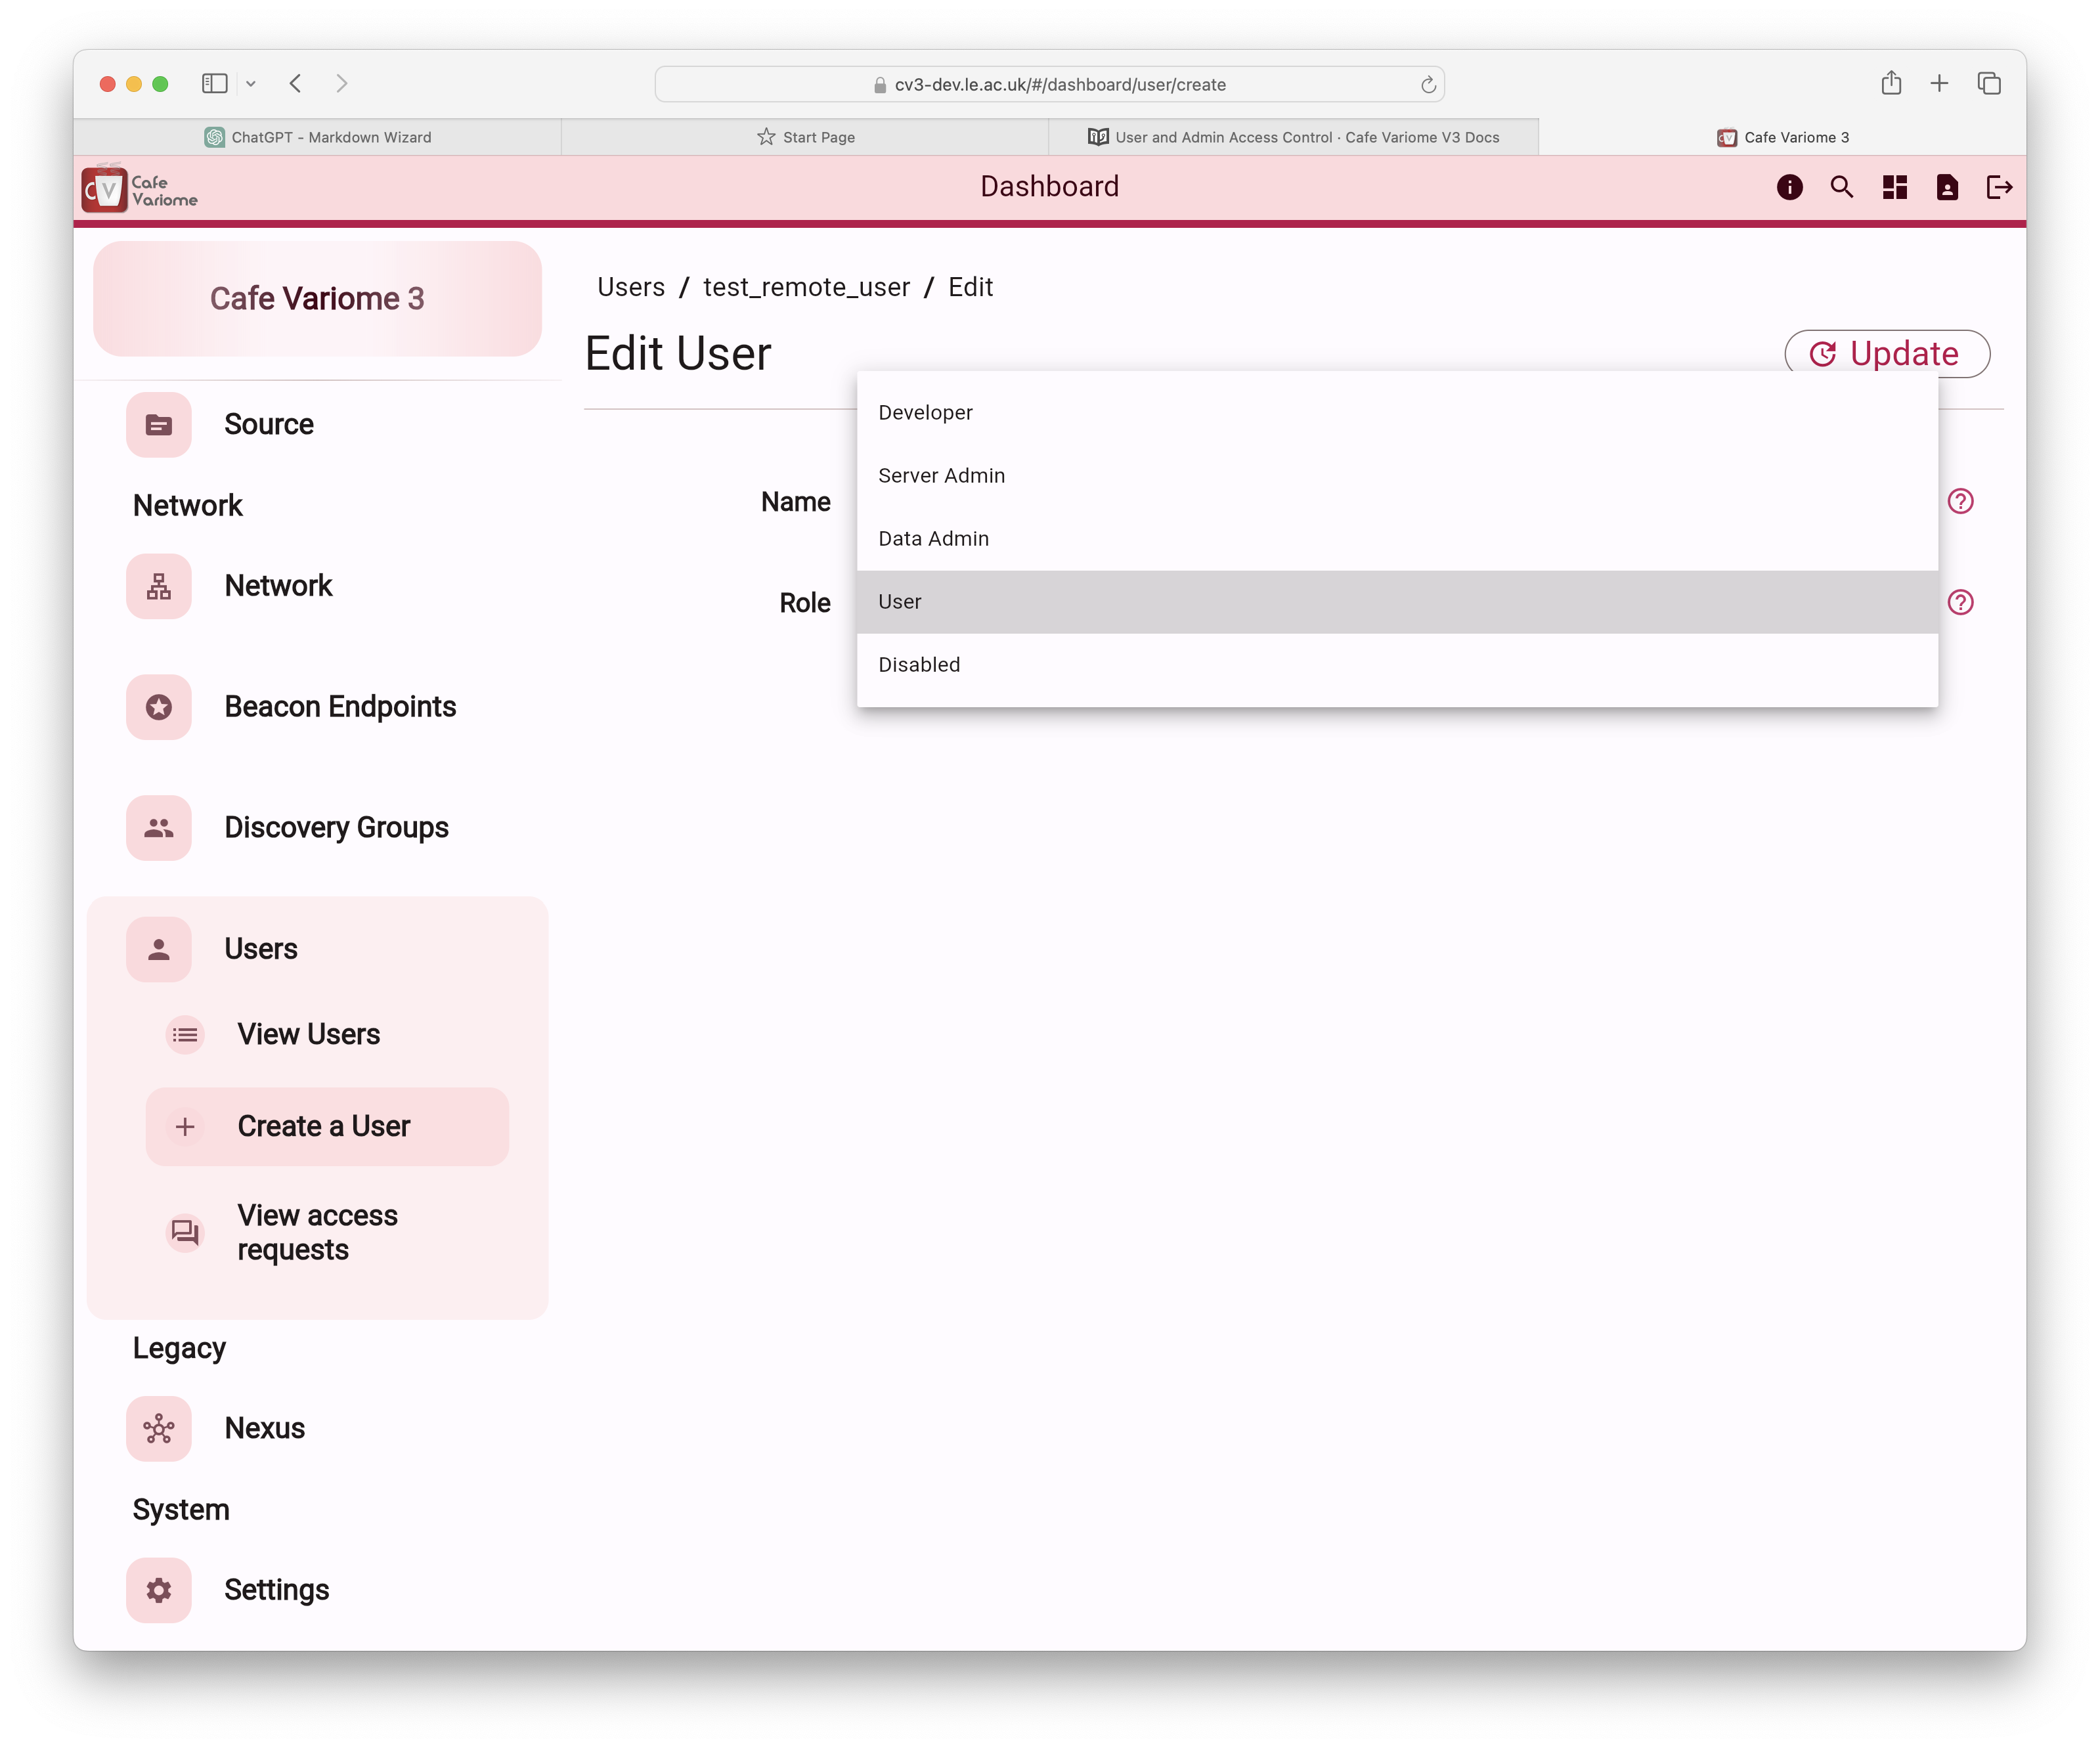 cv3-dev.le.ac.uk/#/dashboard/user/create
ChatGPT - Markdown Wizard
Start Page
User and Admin Access Control · Cafe Variome V3 Docs
Cafe Variome 3
CV
Cafe
Variome
Dashboard
Cafe Variome 3
Source
Network
Network
Beacon Endpoints
Discovery Groups
Users
View Users
Create a User
View access
requests
Legacy
Nexus
System
Settings
Users / test_remote_user / Edit
Edit User
Update
Name
Role
Developer
Server Admin
Data Admin
User
Disabled